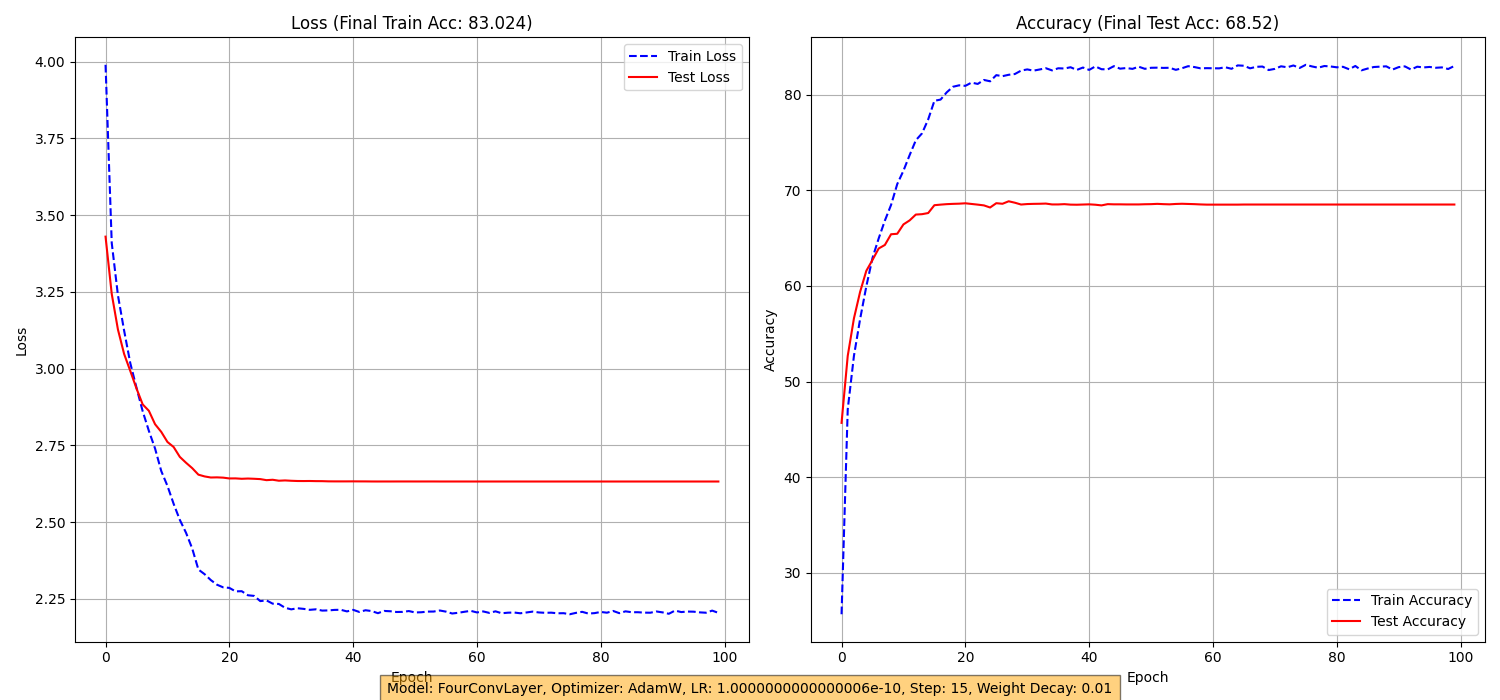 Loss (Final Train Acc: 83.024)
4.00
3.75
3.50
3.25
3.00
2.75
2.50
2.25
Loss
Train Loss
Test Loss
0 20 40 60 80 100
Epoch
Accuracy (Final Test Acc: 68.52)
80
70
60
50
40
30
Accuracy
Train Accuracy
Test Accuracy
0 20 40 60 80 100
Epoch
Model: FourConvLayer, Optimizer: AdamW, LR: 1.0000000000000006e-10, Step: 15, Weight Decay: 0.01